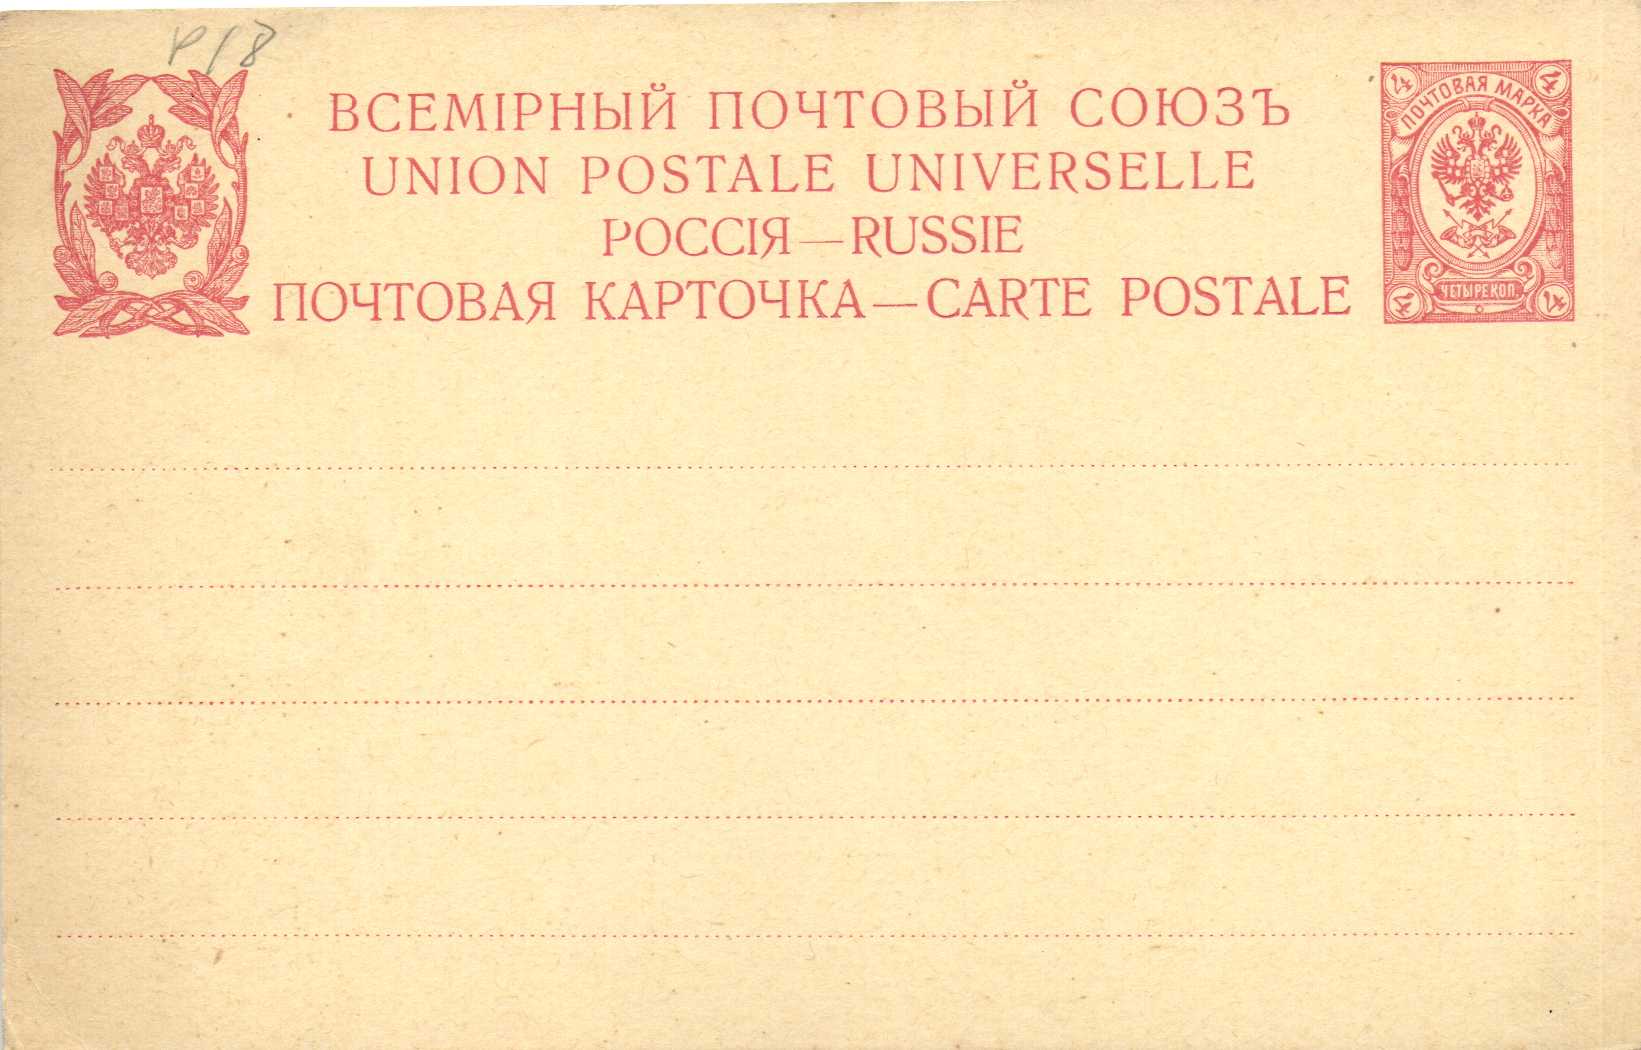 P18
ВСЕМІРНЫЙ ПОЧТОВЫЙ СОЮЗЪ
UNION POSTALE UNIVERSELLE
РОССІЯ — RUSSIE
ПОЧТОВАЯ КАРТОЧКА — CARTE POSTALE
4 4
ПОЧТОВАЯ МАРКА
ЧЕТЫРЕ КОП.
4 4